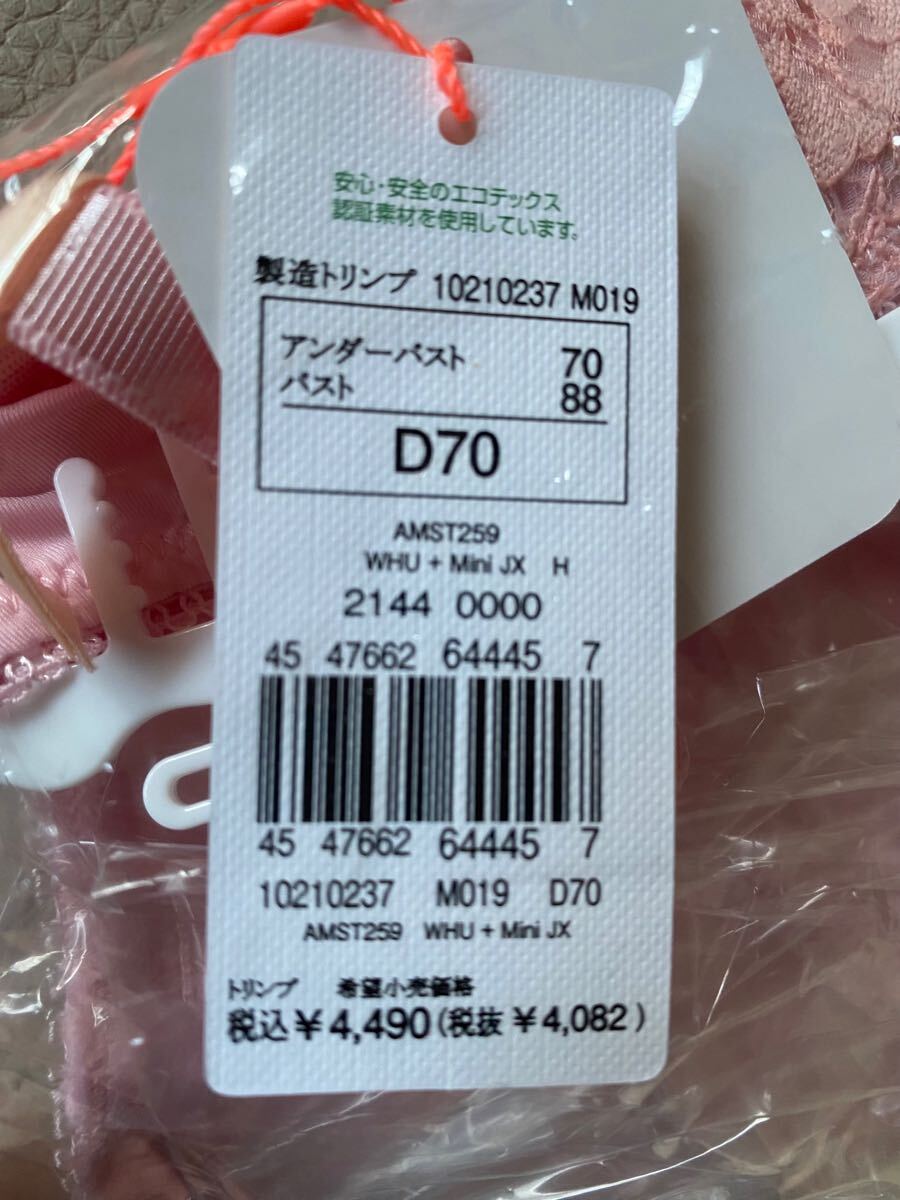 安心・安全のエコテックス
認証素材を使用しています。
製造トリンプ 10210237 M019
アンダーバスト 70
バスト 88
D70
AMST259
WHU + Mini JX H
2144 0000
45 47662 64445 7
45 47662 64445 7
10210237 M019 D70
AMST259 WHU + Mini JX
トリンプ 希望小売価格
税込¥4,490(税抜¥4,082)